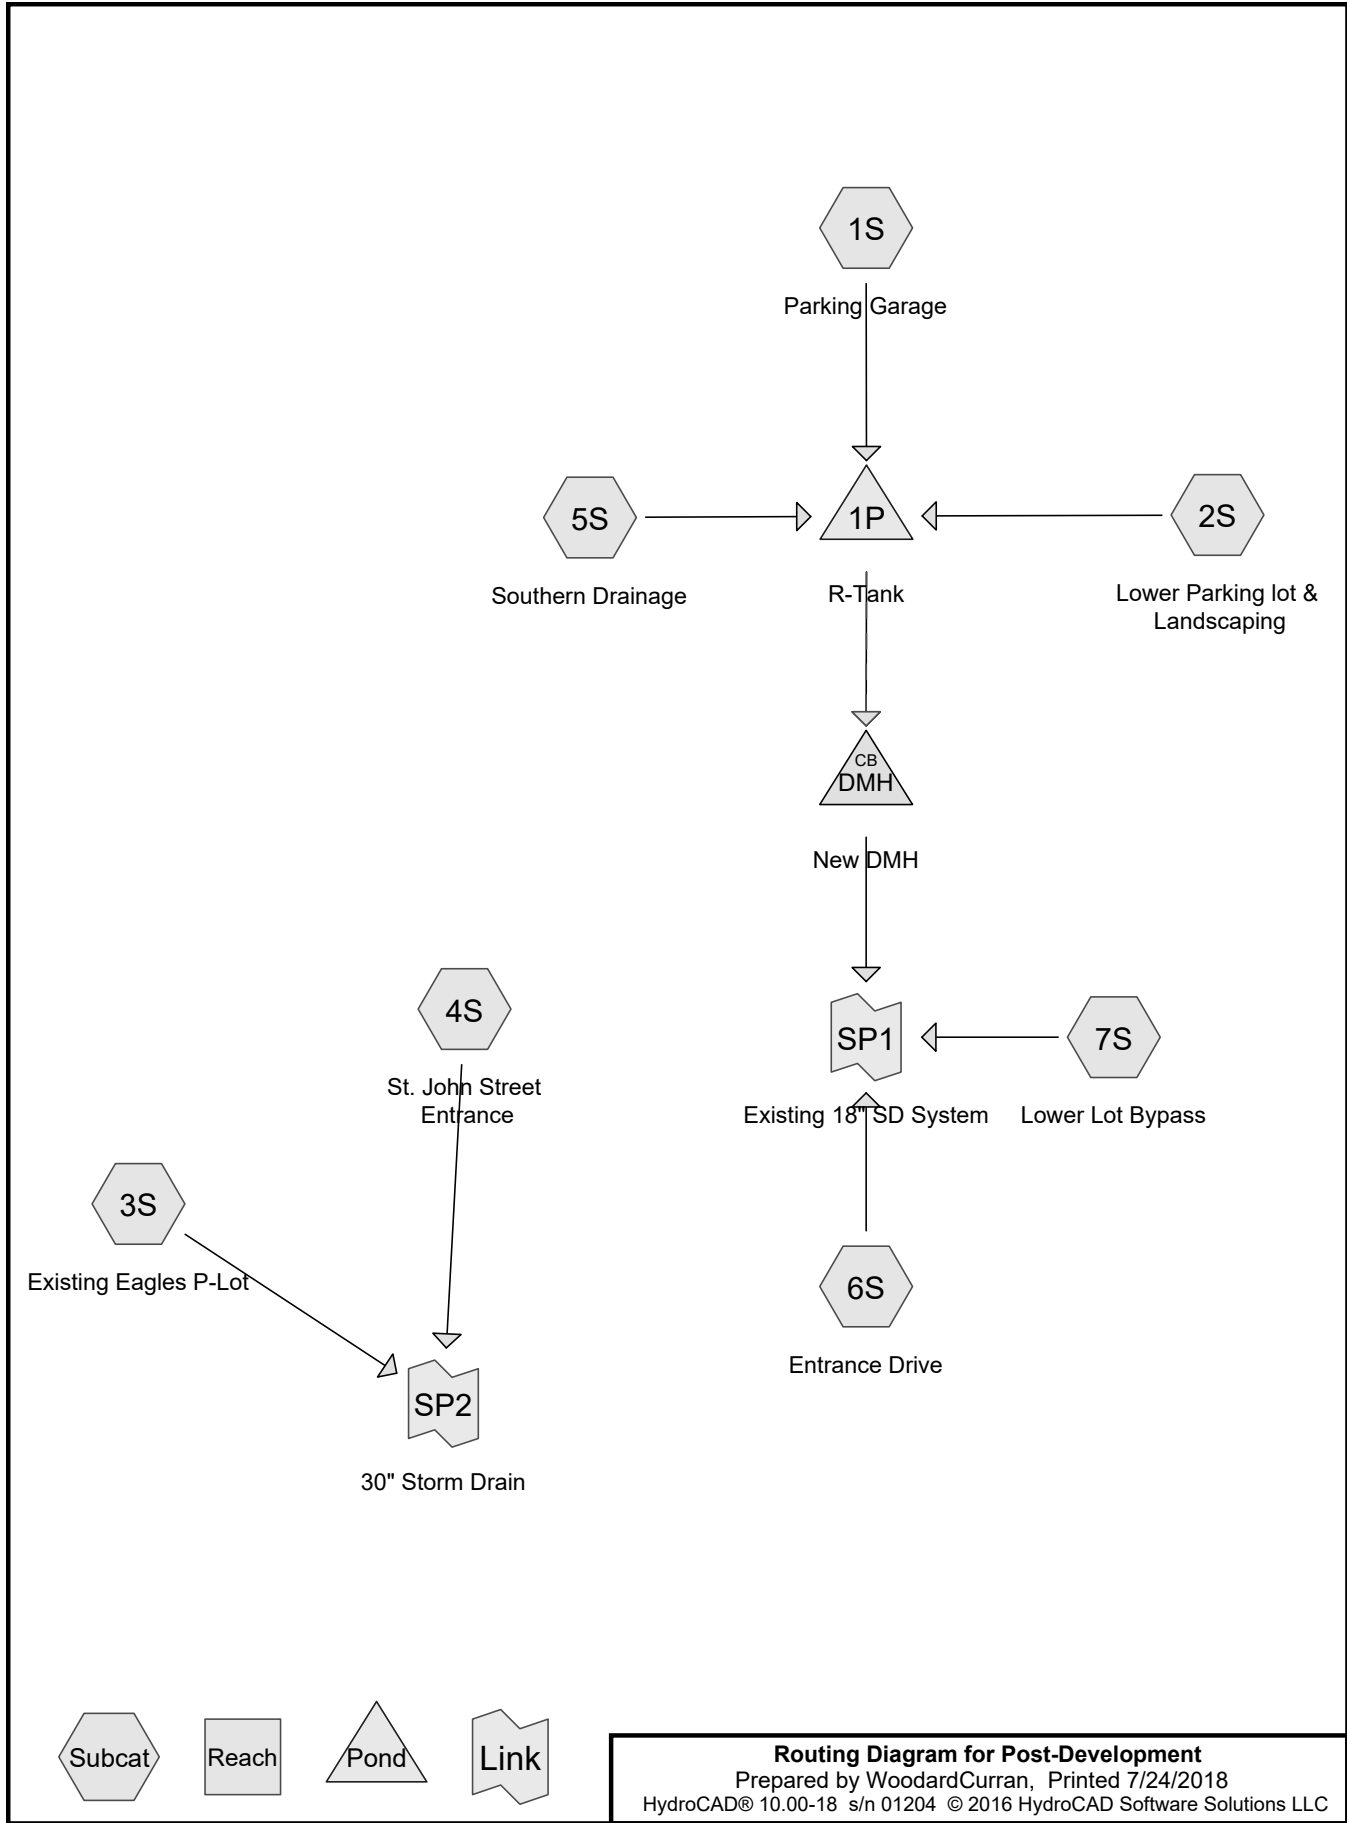 1S
Parking Garage
5S
Southern Drainage
1P
R-Tank
2S
Lower Parking lot &
Landscaping
CB
DMH
New DMH
4S
St. John Street
Entrance
SP1
Existing 18" SD System
7S
Lower Lot Bypass
3S
Existing Eagles P-Lot
6S
Entrance Drive
SP2
30" Storm Drain
Subcat
Reach
Pond
Link
Routing Diagram for Post-Development
Prepared by WoodardCurran, Printed 7/24/2018
HydroCAD® 10.00-18 s/n 01204 © 2016 HydroCAD Software Solutions LLC